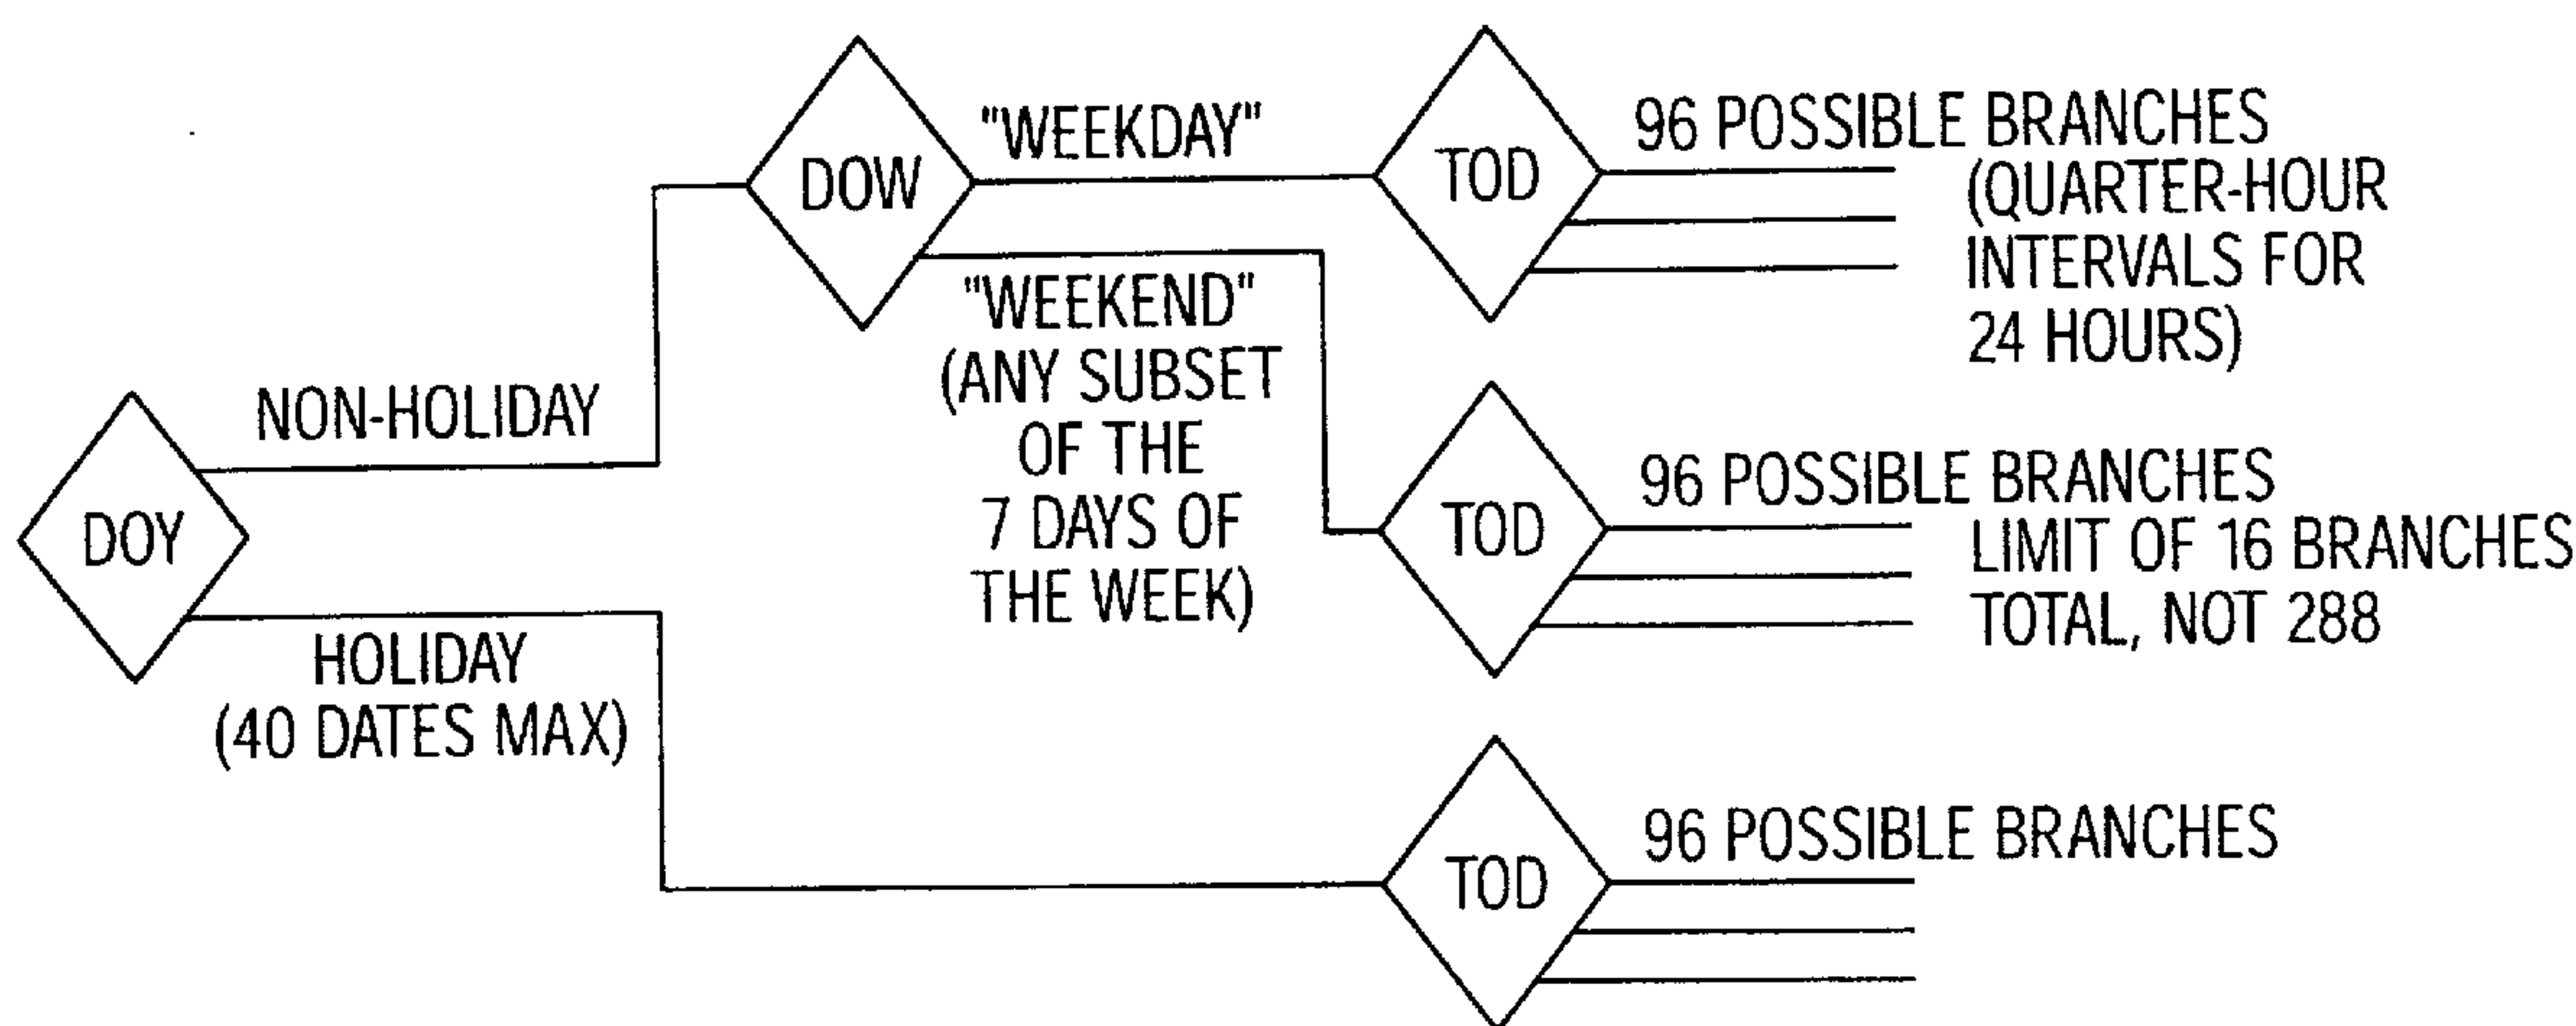 DOY
NON-HOLIDAY
HOLIDAY
(40 DATES MAX)
DOW
"WEEKDAY"
"WEEKEND"
(ANY SUBSET
OF THE
7 DAYS OF
THE WEEK)
TOD
96 POSSIBLE BRANCHES
(QUARTER-HOUR
INTERVALS FOR
24 HOURS)
TOD
96 POSSIBLE BRANCHES
LIMIT OF 16 BRANCHES
TOTAL, NOT 288
TOD
96 POSSIBLE BRANCHES